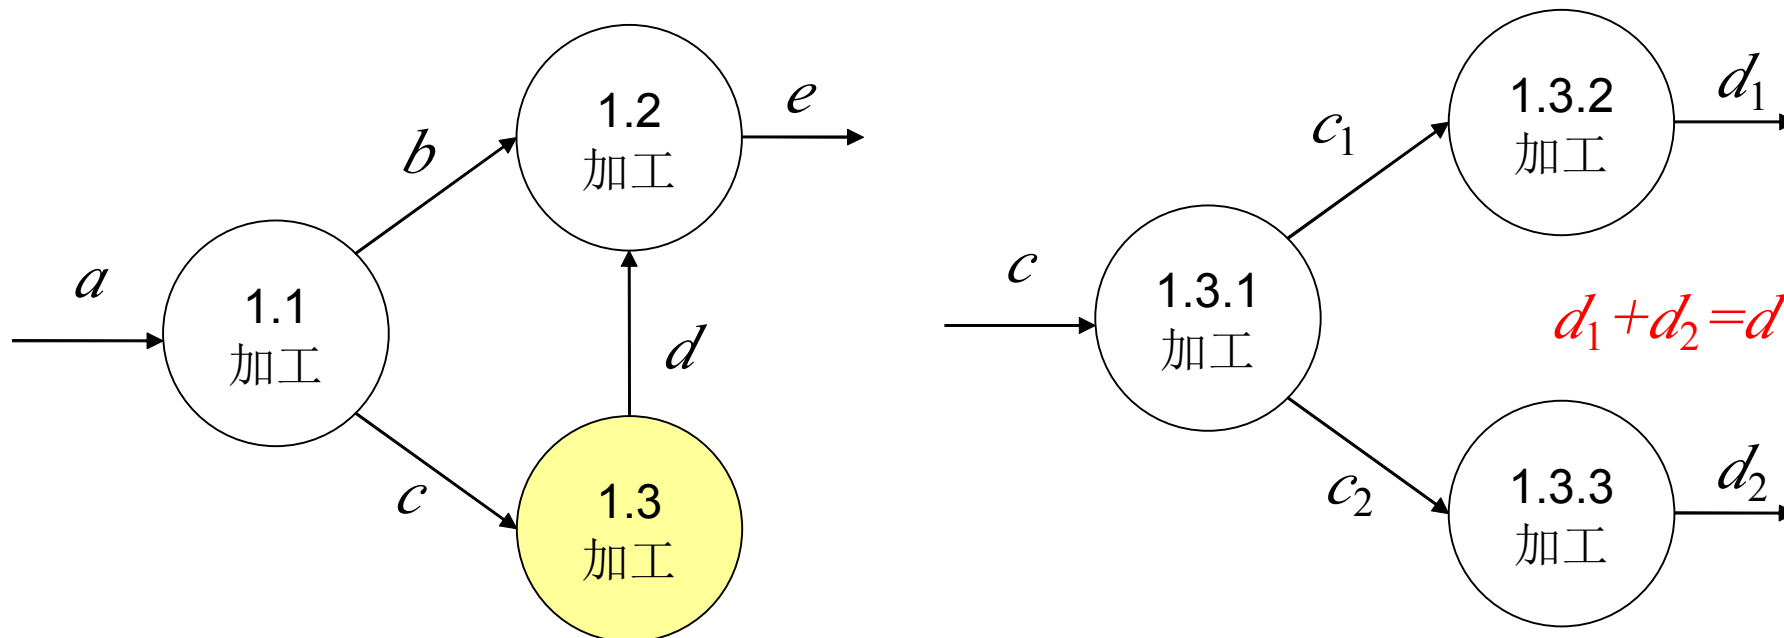 a
1.1
加工
b
c
1.2
加工
e
d
1.3
加工
c
1.3.1
加工
c₁
c₂
1.3.2
加工
d₁
d₁+d₂=d
1.3.3
加工
d₂